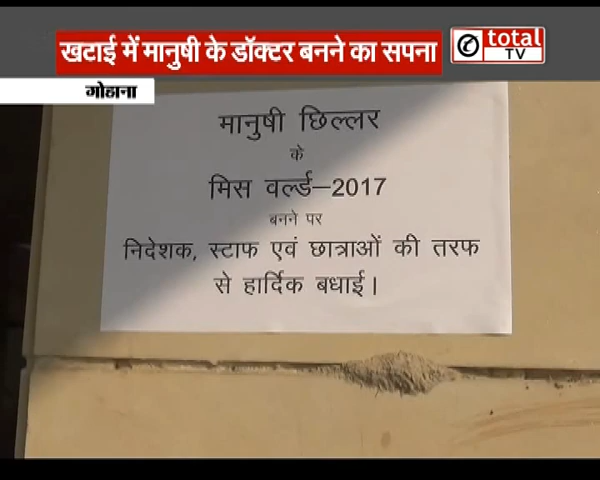 खटाई में मानुषी के डॉक्टर बनने का सपना
total
TV
गोहाना
मानुषी छिल्लर
के
मिस वर्ल्ड–2017
बनने पर
निदेशक, स्टाफ एवं छात्राओं की तरफ
से हार्दिक बधाई।